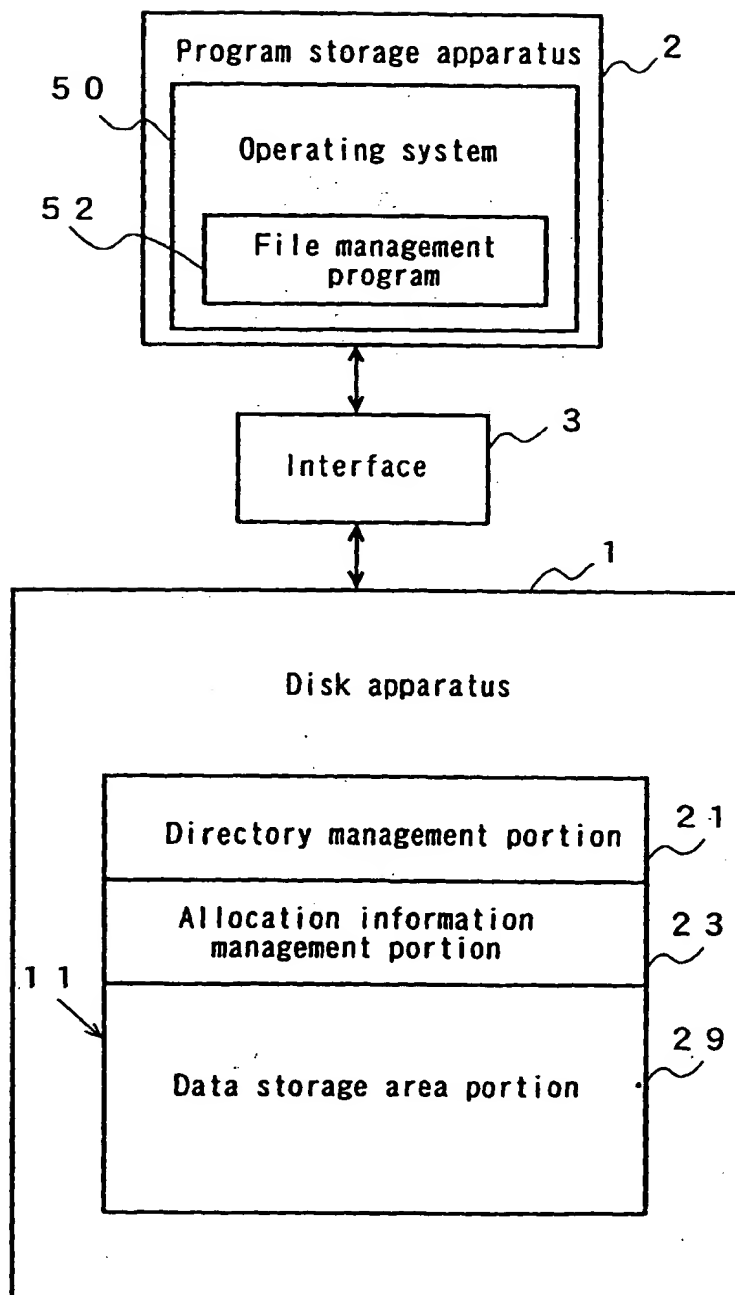 Program storage apparatus
2
50
Operating system
52
File management
program
3
Interface
1
Disk apparatus
Directory management portion
21
Allocation information
management portion
23
11
Data storage area portion
29